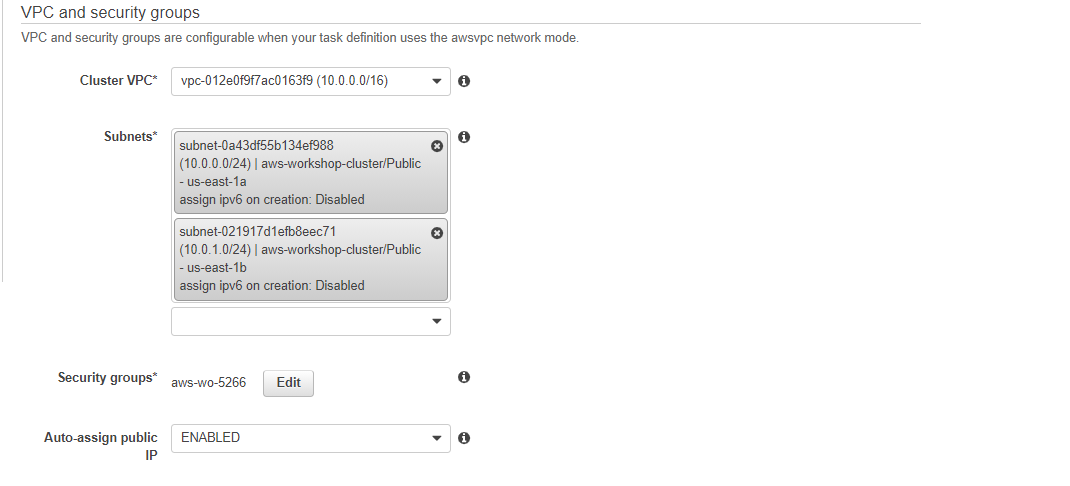 VPC and security groups
VPC and security groups are configurable when your task definition uses the awsvpc network mode.
Cluster VPC*
vpc-012e0f9f7ac0163f9 (10.0.0.0/16)
Subnets*
subnet-0a43df55b134ef988
(10.0.0.0/24) | aws-workshop-cluster/Public
- us-east-1a
assign ipv6 on creation: Disabled
subnet-021917d1efb8eec71
(10.0.1.0/24) | aws-workshop-cluster/Public
- us-east-1b
assign ipv6 on creation: Disabled
Security groups*
aws-wo-5266
Edit
Auto-assign public
IP
ENABLED